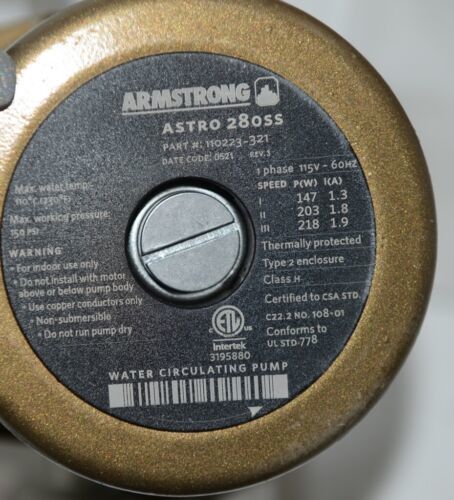 ARMSTRONG
ASTRO 280SS
PART #: 110223-321
DATE CODE: 0521 REV. 3
1 phase 115V - 60HZ
SPEED P(W) I(A)
I 147 1.3
II 203 1.8
III 218 1.9
Thermally protected
Type 2 enclosure
Class H
Certified to CSA STD.
C22.2 NO. 108-01
Conforms to
UL STD-778
Max. water temp:
110°C (230°F)
Max. working pressure:
150 PSI
WARNING
• For indoor use only
• Do not install with motor
above or below pump body
• Use copper conductors only
• Non-submersible
• Do not run pump dry
C ETL US
Intertek
3195880
WATER CIRCULATING PUMP